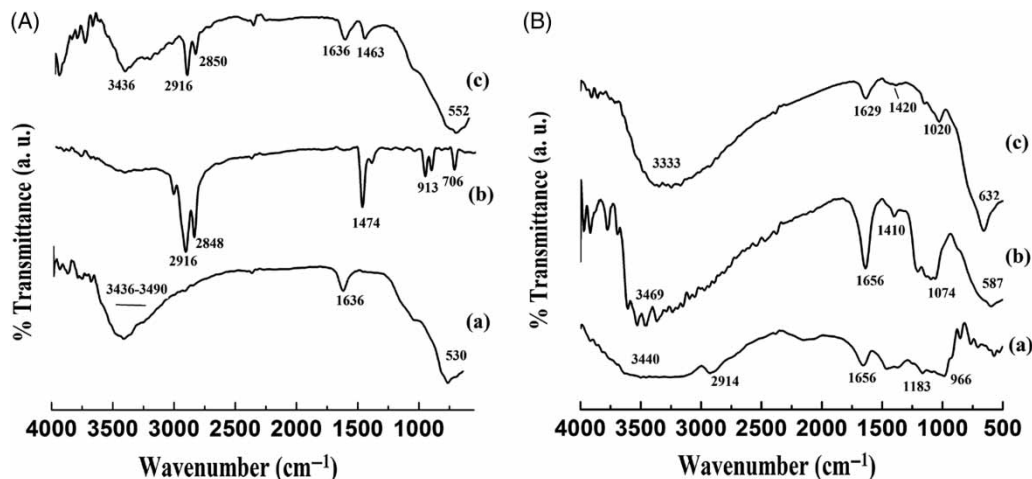 (A)
% Transmittance (a. u.)
2850
2916
3436
1636
1463
552
(c)
2916
2848
1474
913
706
(b)
3436-3490
1636
530
(a)
4000 3500 3000 2500 2000 1500 1000
Wavenumber (cm⁻¹)
(B)
% Transmittance (a. u.)
3333
1629
1420
1020
632
(c)
3469
1656
1410
1074
587
(b)
3440
2914
1656
1183
966
(a)
4000 3500 3000 2500 2000 1500 1000 500
Wavenumber (cm⁻¹)